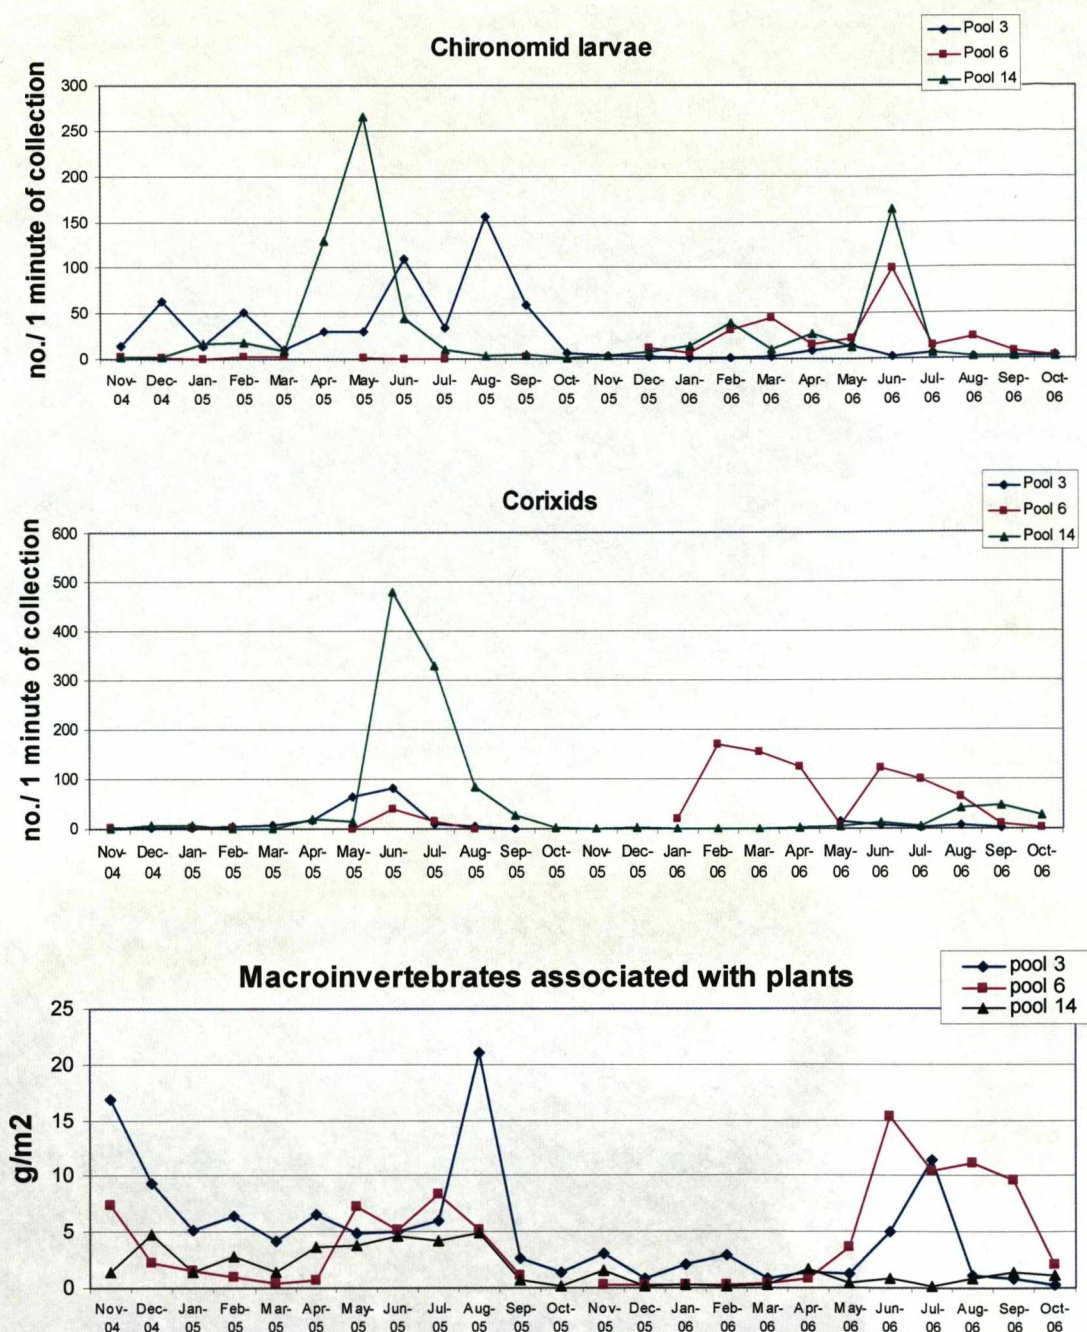 Chironomid larvae
Pool 3
Pool 6
Pool 14
no./ 1 minute of collection
300
250
200
150
100
50
0
Nov- Dec- Jan- Feb- Mar- Apr- May- Jun- Jul- Aug- Sep- Oct- Nov- Dec- Jan- Feb- Mar- Apr- May- Jun- Jul- Aug- Sep- Oct-
04 04 05 05 05 05 05 05 05 05 05 05 05 05 06 06 06 06 06 06 06 06 06 06
Corixids
Pool 3
Pool 6
Pool 14
no./ 1 minute of collection
600
500
400
300
200
100
0
Nov- Dec- Jan- Feb- Mar- Apr- May- Jun- Jul- Aug- Sep- Oct- Nov- Dec- Jan- Feb- Mar- Apr- May- Jun- Jul- Aug- Sep- Oct-
04 04 05 05 05 05 05 05 05 05 05 05 05 05 06 06 06 06 06 06 06 06 06 06
Macroinvertebrates associated with plants
pool 3
pool 6
pool 14
g/m2
25
20
15
10
5
0
Nov- Dec- Jan- Feb- Mar- Apr- May- Jun- Jul- Aug- Sep- Oct- Nov- Dec- Jan- Feb- Mar- Apr- May- Jun- Jul- Aug- Sep- Oct-
04 04 05 05 05 05 05 05 05 05 05 05 05 05 06 06 06 06 06 06 06 06 06 06